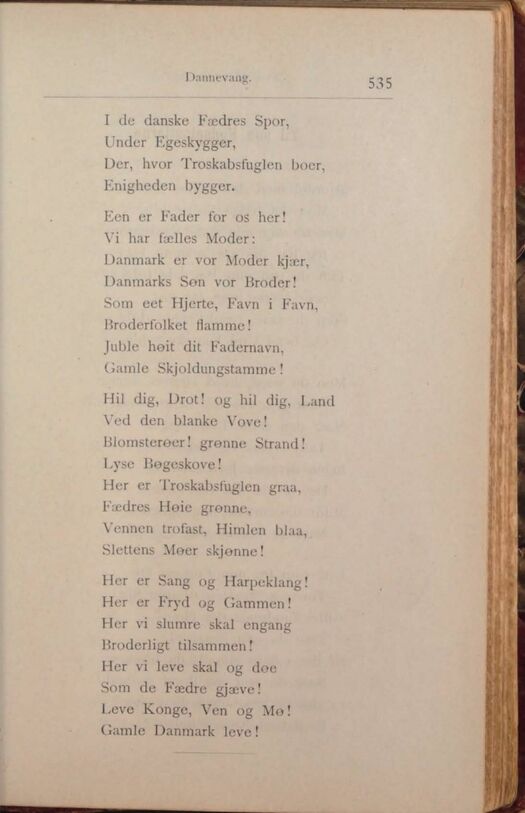 Dannevang.
535
I de danske Fædres Spor,
Under Egeskygger,
Der, hvor Troskabsfuglen boer,
Enigheden bygger.
Een er Fader for os her!
Vi har fælles Moder:
Danmark er vor Moder kjær,
Danmarks Søn vor Broder!
Som eet Hjerte, Favn i Favn,
Broderfolket flamme!
Juble høit dit Fadernavn,
Gamle Skjoldungstamme!
Hil dig, Drot! og hil dig, Land
Ved den blanke Vove!
Blomsterøer! grønne Strand!
Lyse Bøgeskove!
Her er Troskabsfuglen graa,
Fædres Høie grønne,
Vennen trofast, Himlen blaa,
Slettens Møer skjønne!
Her er Sang og Harpeklang!
Her er Fryd og Gammen!
Her vi slumre skal engang
Broderligt tilsammen!
Her vi leve skal og døe
Som de Fædre gjæve!
Leve Konge, Ven og Mø!
Gamle Danmark leve!